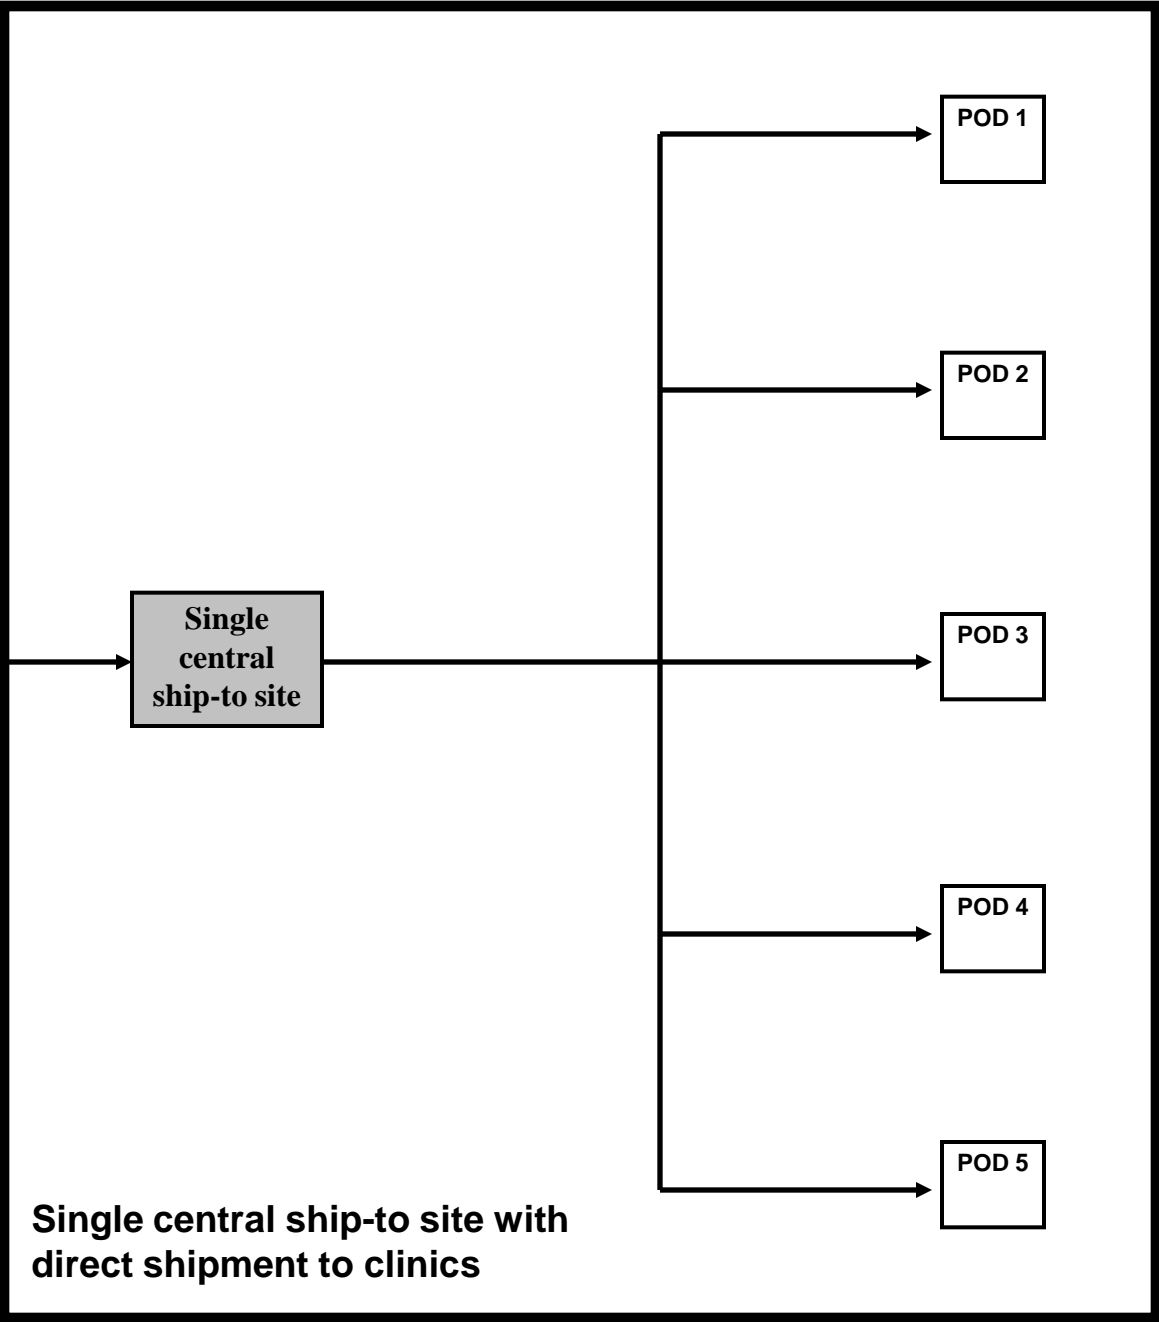 POD 1
POD 2
Single
central
ship-to site
POD 3
POD 4
POD 5
Single central ship-to site with
direct shipment to clinics